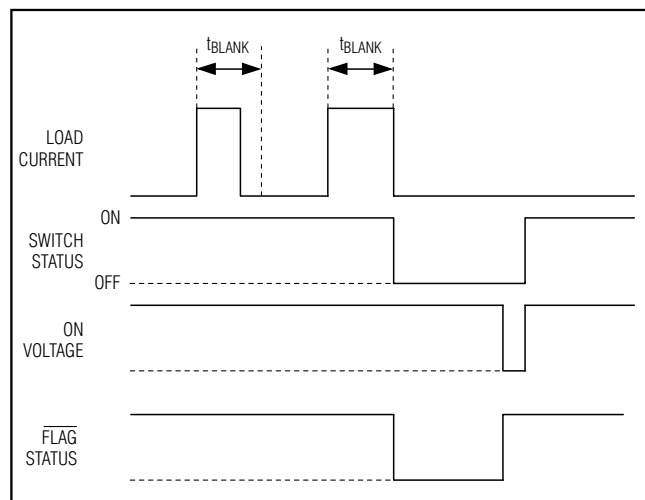 tBLANK
tBLANK
LOAD
CURRENT
ON
SWITCH
STATUS
OFF
ON
VOLTAGE
FLAG
STATUS